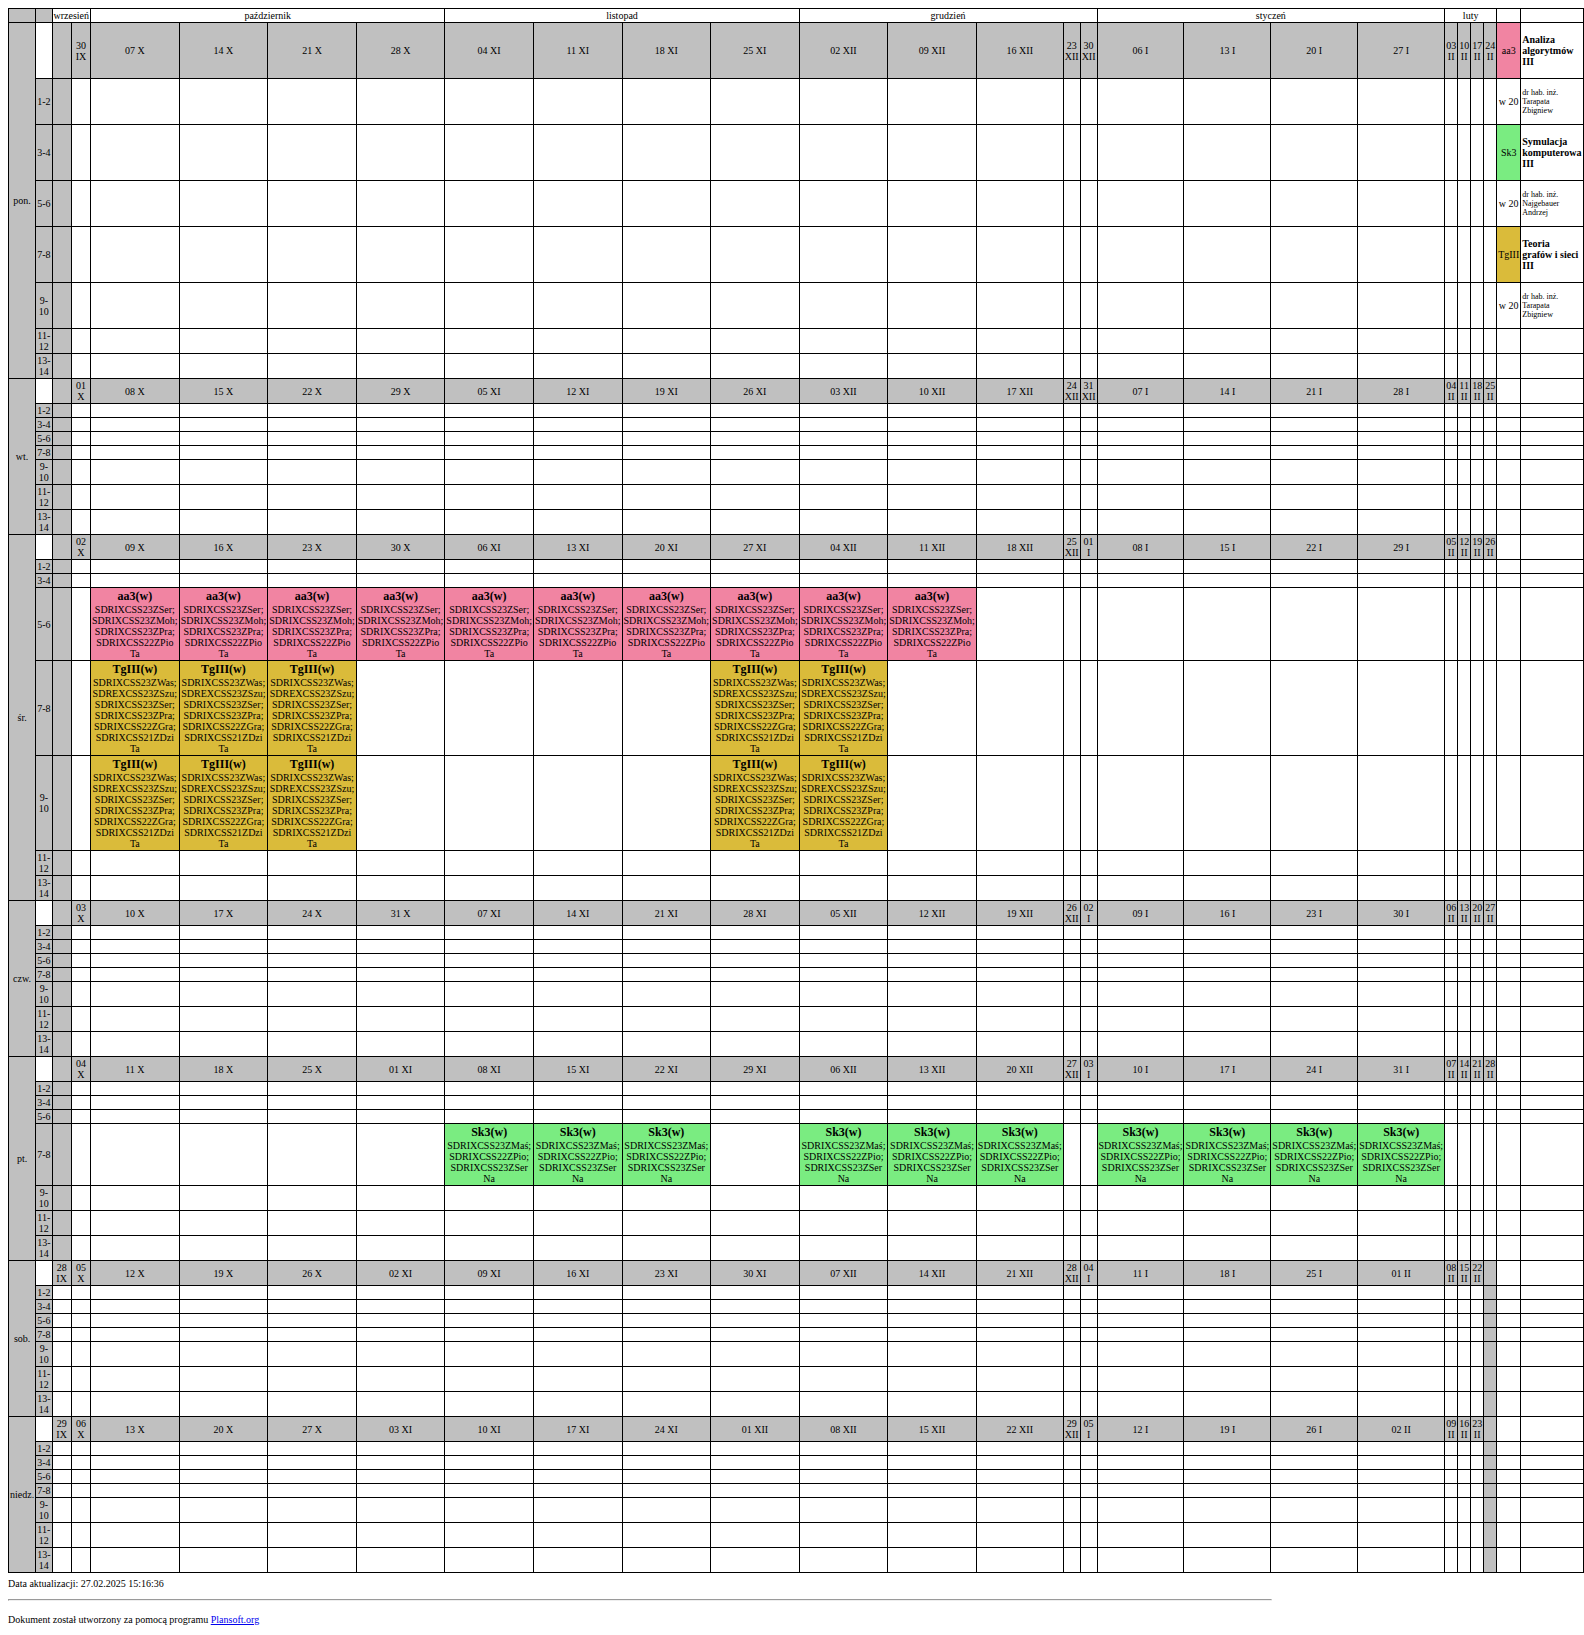 wrzesień październik listopad grudzień styczeń luty
pon. 30 IX 07 X 14 X 21 X 28 X 04 XI 11 XI 18 XI 25 XI 02 XII 09 XII 16 XII 23 XII 30 XII 06 I 13 I 20 I 27 I 03 II 10 II 17 II 24 II aa3 Analiza algorytmów III
1-2 w 20 dr hab. inż. Tarapata Zbigniew
3-4 Sk3 Symulacja komputerowa III
5-6 w 20 dr hab. inż. Najgebauer Andrzej
7-8 TgIII Teoria grafów i sieci III
9-10 w 20 dr hab. inż. Tarapata Zbigniew
11-12
13-14
wt. 01 X 08 X 15 X 22 X 29 X 05 XI 12 XI 19 XI 26 XI 03 XII 10 XII 17 XII 24 XII 31 XII 07 I 14 I 21 I 28 I 04 II 11 II 18 II 25 II
1-2
3-4
5-6
7-8
9-10
11-12
13-14
śr. 02 X 09 X 16 X 23 X 30 X 06 XI 13 XI 20 XI 27 XI 04 XII 11 XII 18 XII 25 XII 01 I 08 I 15 I 22 I 29 I 05 II 12 II 19 II 26 II
1-2
3-4
aa3(w) aa3(w) aa3(w) aa3(w) aa3(w) aa3(w) aa3(w) aa3(w) aa3(w) aa3(w)
SDRIXCSS23ZSer; SDRIXCSS23ZSer; SDRIXCSS23ZSer; SDRIXCSS23ZSer; SDRIXCSS23ZSer; SDRIXCSS23ZSer; SDRIXCSS23ZSer; SDRIXCSS23ZSer; SDRIXCSS23ZSer; SDRIXCSS23ZSer;
SDRIXCSS23ZMoh; SDRIXCSS23ZMoh; SDRIXCSS23ZMoh; SDRIXCSS23ZMoh; SDRIXCSS23ZMoh; SDRIXCSS23ZMoh; SDRIXCSS23ZMoh; SDRIXCSS23ZMoh; SDRIXCSS23ZMoh; SDRIXCSS23ZMoh;
5-6 SDRIXCSS23ZPra; SDRIXCSS23ZPra; SDRIXCSS23ZPra; SDRIXCSS23ZPra; SDRIXCSS23ZPra; SDRIXCSS23ZPra; SDRIXCSS23ZPra; SDRIXCSS23ZPra; SDRIXCSS23ZPra; SDRIXCSS23ZPra;
SDRIXCSS22ZPio SDRIXCSS22ZPio SDRIXCSS22ZPio SDRIXCSS22ZPio SDRIXCSS22ZPio SDRIXCSS22ZPio SDRIXCSS22ZPio SDRIXCSS22ZPio SDRIXCSS22ZPio SDRIXCSS22ZPio
Ta Ta Ta Ta Ta Ta Ta Ta Ta Ta
TgIII(w) TgIII(w) TgIII(w) TgIII(w) TgIII(w)
SDRIXCSS23ZWas; SDRIXCSS23ZWas; SDRIXCSS23ZWas; SDRIXCSS23ZWas; SDRIXCSS23ZWas;
SDREXCSS23ZSzu; SDREXCSS23ZSzu; SDREXCSS23ZSzu; SDREXCSS23ZSzu; SDREXCSS23ZSzu;
SDRIXCSS23ZSer; SDRIXCSS23ZSer; SDRIXCSS23ZSer; SDRIXCSS23ZSer; SDRIXCSS23ZSer;
7-8 SDRIXCSS23ZPra; SDRIXCSS23ZPra; SDRIXCSS23ZPra; SDRIXCSS23ZPra; SDRIXCSS23ZPra;
SDRIXCSS22ZGra; SDRIXCSS22ZGra; SDRIXCSS22ZGra; SDRIXCSS22ZGra; SDRIXCSS22ZGra;
SDRIXCSS21ZDzi SDRIXCSS21ZDzi SDRIXCSS21ZDzi SDRIXCSS21ZDzi SDRIXCSS21ZDzi
Ta Ta Ta Ta Ta
TgIII(w) TgIII(w) TgIII(w) TgIII(w) TgIII(w)
SDRIXCSS23ZWas; SDRIXCSS23ZWas; SDRIXCSS23ZWas; SDRIXCSS23ZWas; SDRIXCSS23ZWas;
SDREXCSS23ZSzu; SDREXCSS23ZSzu; SDREXCSS23ZSzu; SDREXCSS23ZSzu; SDREXCSS23ZSzu;
SDRIXCSS23ZSer; SDRIXCSS23ZSer; SDRIXCSS23ZSer; SDRIXCSS23ZSer; SDRIXCSS23ZSer;
9-10 SDRIXCSS23ZPra; SDRIXCSS23ZPra; SDRIXCSS23ZPra; SDRIXCSS23ZPra; SDRIXCSS23ZPra;
SDRIXCSS22ZGra; SDRIXCSS22ZGra; SDRIXCSS22ZGra; SDRIXCSS22ZGra; SDRIXCSS22ZGra;
SDRIXCSS21ZDzi SDRIXCSS21ZDzi SDRIXCSS21ZDzi SDRIXCSS21ZDzi SDRIXCSS21ZDzi
Ta Ta Ta Ta Ta
11-12
13-14
czw. 03 X 10 X 17 X 24 X 31 X 07 XI 14 XI 21 XI 28 XI 05 XII 12 XII 19 XII 26 XII 02 I 09 I 16 I 23 I 30 I 06 II 13 II 20 II 27 II
1-2
3-4
5-6
7-8
9-10
11-12
13-14
pt. 04 X 11 X 18 X 25 X 01 XI 08 XI 15 XI 22 XI 29 XI 06 XII 13 XII 20 XII 27 XII 03 I 10 I 17 I 24 I 31 I 07 II 14 II 21 II 28 II
1-2
3-4
5-6
Sk3(w) Sk3(w) Sk3(w) Sk3(w) Sk3(w) Sk3(w) Sk3(w) Sk3(w) Sk3(w) Sk3(w)
SDRIXCSS23ZMaś; SDRIXCSS23ZMaś; SDRIXCSS23ZMaś; SDRIXCSS23ZMaś; SDRIXCSS23ZMaś; SDRIXCSS23ZMaś; SDRIXCSS23ZMaś; SDRIXCSS23ZMaś; SDRIXCSS23ZMaś; SDRIXCSS23ZMaś;
7-8 SDRIXCSS22ZPio; SDRIXCSS22ZPio; SDRIXCSS22ZPio; SDRIXCSS22ZPio; SDRIXCSS22ZPio; SDRIXCSS22ZPio; SDRIXCSS22ZPio; SDRIXCSS22ZPio; SDRIXCSS22ZPio; SDRIXCSS22ZPio;
SDRIXCSS23ZSer SDRIXCSS23ZSer SDRIXCSS23ZSer SDRIXCSS23ZSer SDRIXCSS23ZSer SDRIXCSS23ZSer SDRIXCSS23ZSer SDRIXCSS23ZSer SDRIXCSS23ZSer SDRIXCSS23ZSer
Na Na Na Na Na Na Na Na Na Na
9-10
11-12
13-14
sob. 28 IX 05 X 12 X 19 X 26 X 02 XI 09 XI 16 XI 23 XI 30 XI 07 XII 14 XII 21 XII 28 XII 04 I 11 I 18 I 25 I 01 II 08 II 15 II 22 II
1-2
3-4
5-6
7-8
9-10
11-12
13-14
niedz. 29 IX 06 X 13 X 20 X 27 X 03 XI 10 XI 17 XI 24 XI 01 XII 08 XII 15 XII 22 XII 29 XII 05 I 12 I 19 I 26 I 02 II 09 II 16 II 23 II
1-2
3-4
5-6
7-8
9-10
11-12
13-14
Data aktualizacji: 27.02.2025 15:16:36
Dokument został utworzony za pomocą programu Plansoft.org